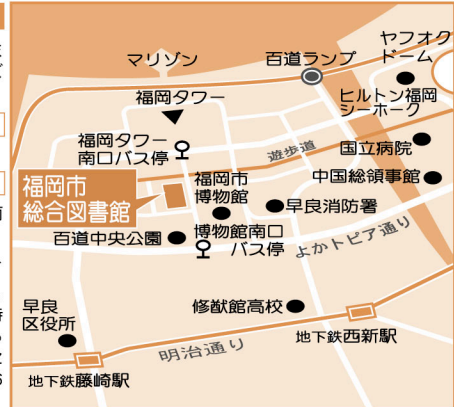 ヤフオク
ドーム
マリゾン
百道ランプ
福岡タワー
ヒルトン福岡
シーホーク
福岡タワー
南口バス停
遊歩道
国立病院
福岡市
総合図書館
福岡市
博物館
中国総領事館
早良消防署
百道中央公園
博物館南口
バス停
よかトピア通り
早良
区役所
修猷館高校
地下鉄西新駅
明治通り
地下鉄藤崎駅